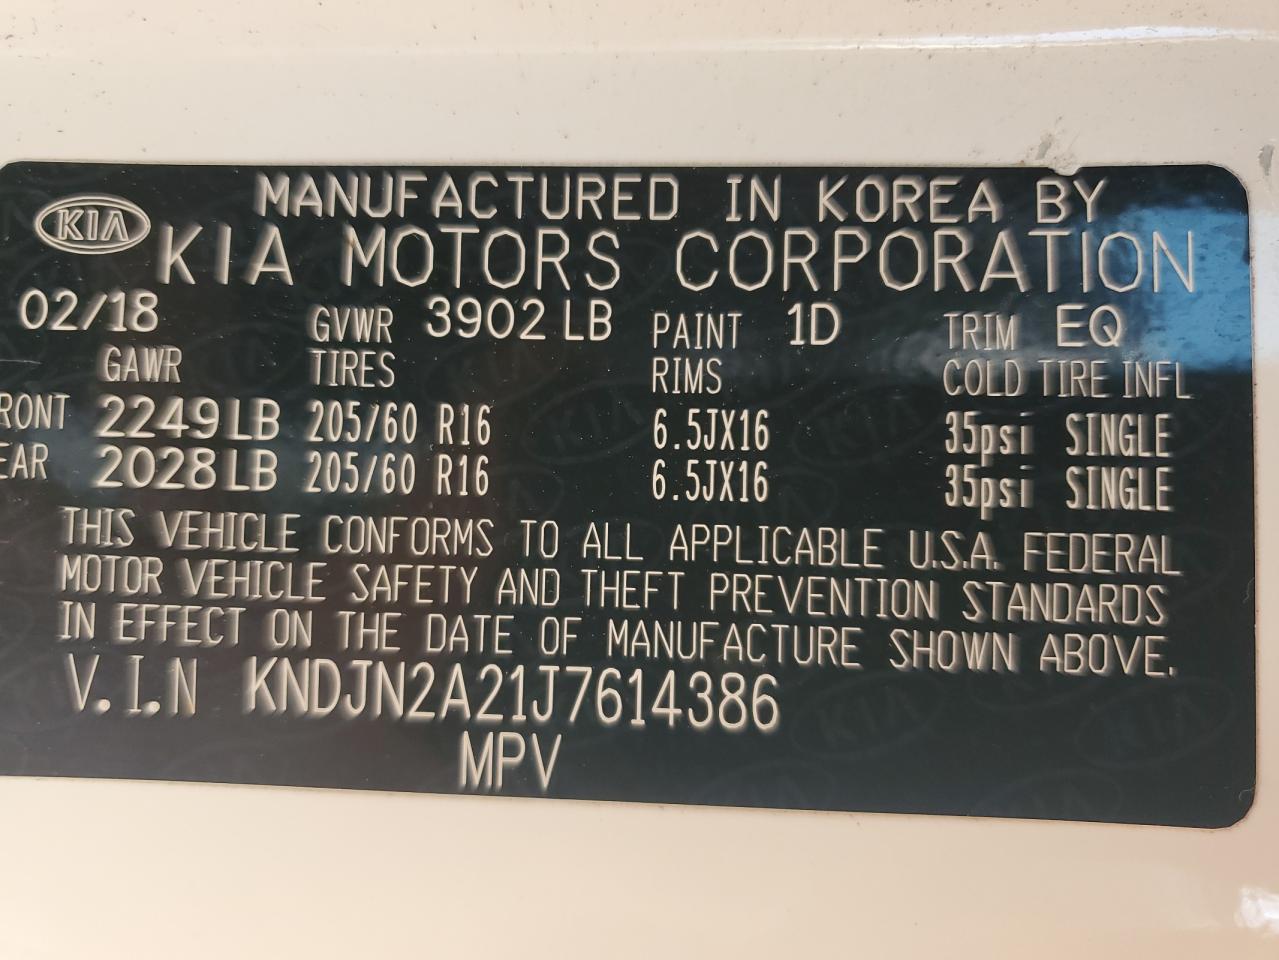 KIA MANUFACTURED IN KOREA BY
KIA MOTORS CORPORATION
02/18 GVWR 3902 LB PAINT 1D TRIM EQ
GAWR TIRES RIMS COLD TIRE INFL
RONT 2249 LB 205/60 R16 6.5JX16 35psi SINGLE
EAR 2028 LB 205/60 R16 6.5JX16 35psi SINGLE
THIS VEHICLE CONFORMS TO ALL APPLICABLE U.S.A. FEDERAL
MOTOR VEHICLE SAFETY AND THEFT PREVENTION STANDARDS
IN EFFECT ON THE DATE OF MANUFACTURE SHOWN ABOVE.
V.I.N KNDJN2A21J7614386
MPV